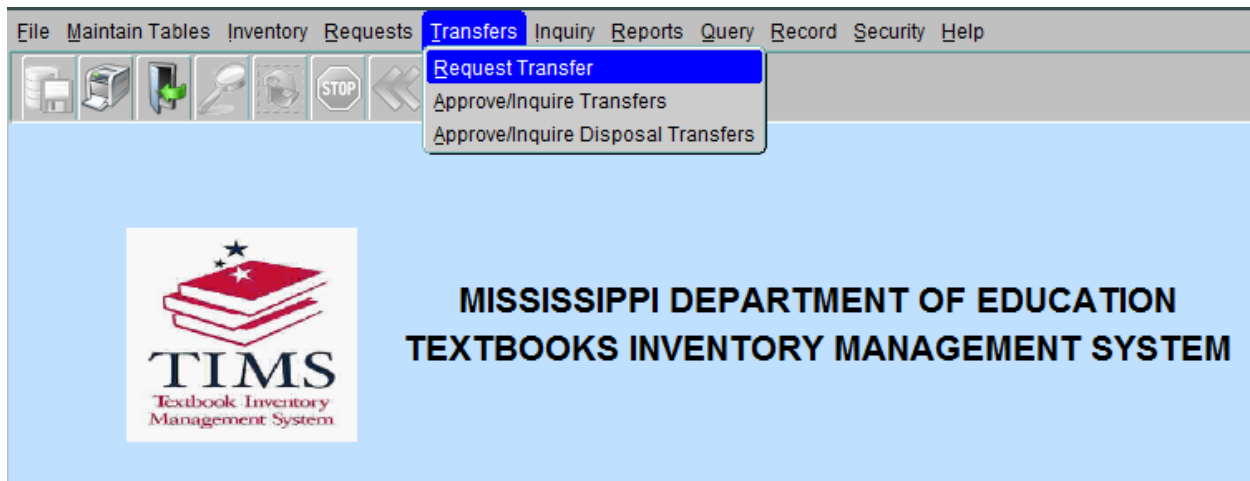 File Maintain Tables Inventory Requests Transfers Inquiry Reports Query Record Security Help
Request Transfer
STOP
Approve/Inquire Transfers
Approve/Inquire Disposal Transfers
MISSISSIPPI DEPARTMENT OF EDUCATION
TEXTBOOKS INVENTORY MANAGEMENT SYSTEM
TIMS
Textbook Inventory
Management System